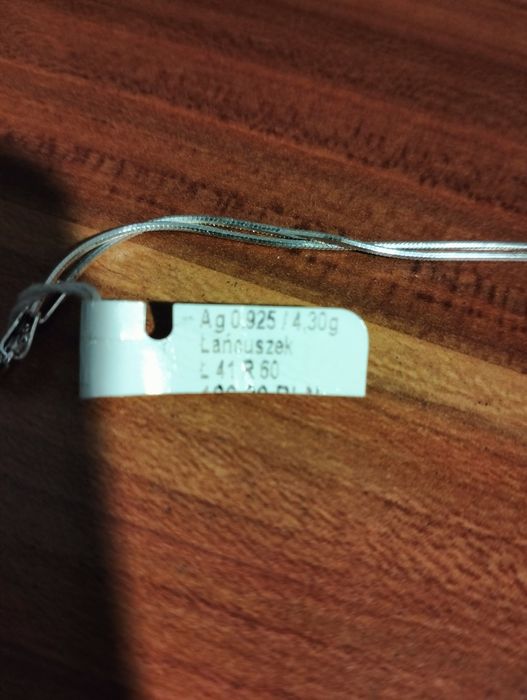 Ag 0.925 / 4,30g
Łańcuszek
Ł 41 R 60